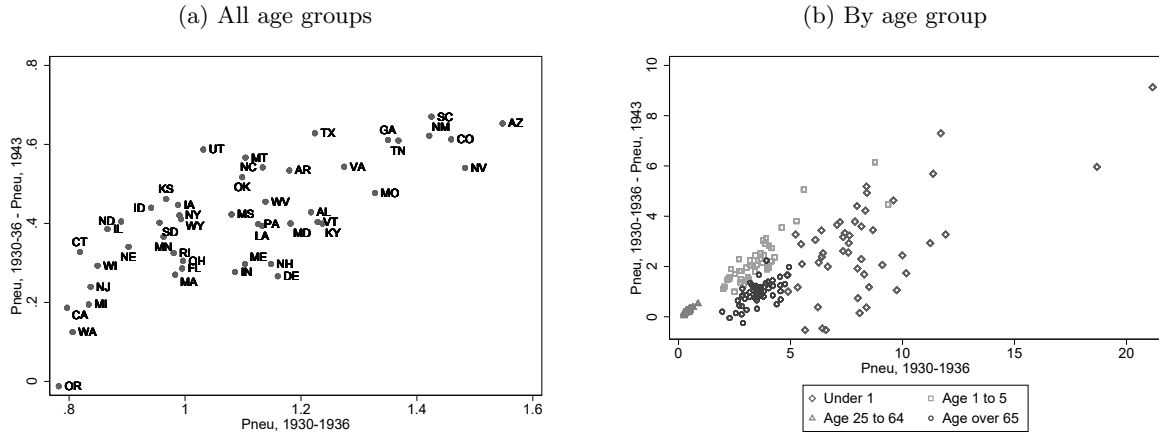 (a) All age groups
Pneu, 1930-36 - Pneu, 1943
.8
.6
.4
.2
0
SC
NM
AZ
GA
TN
CO
TX
NV
UT
MT
NC
AR
VA
OK
MO
KS
ID
IA
NY
WY
WV
MS
AL
VT
KY
ND
IL
SD
PA
LA
MD
CT
NE
MN
RI
OH
FL
MA
ME
NH
IN
DE
WI
NJ
MI
CA
WA
OR
.8
1
1.2
1.4
1.6
Pneu, 1930-1936
(b) By age group
Pneu, 1930-1936 - Pneu, 1943
10
8
6
4
2
0
0
5
10
15
20
Pneu, 1930-1936
Under 1
Age 1 to 5
Age 25 to 64
Age over 65